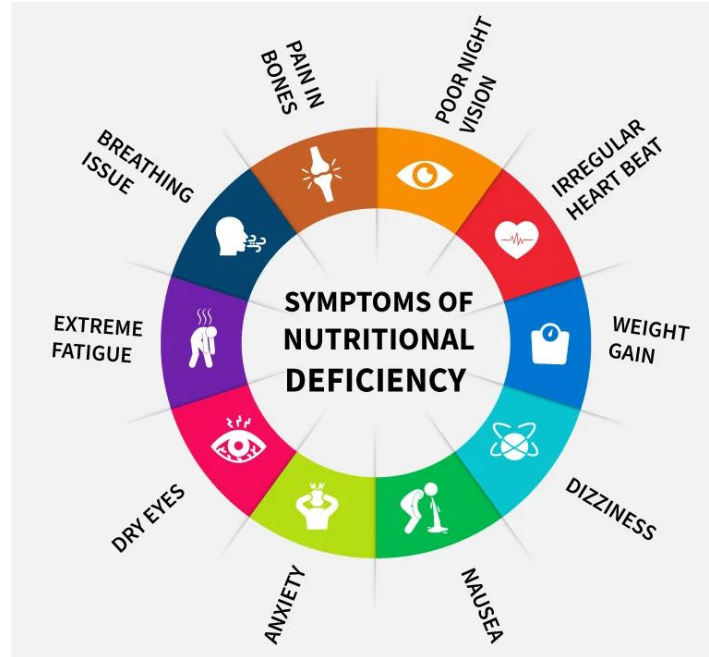 SYMPTOMS OF
NUTRITIONAL
DEFICIENCY
POOR NIGHT
VISION
IRREGULAR
HEART BEAT
WEIGHT
GAIN
DIZZINESS
NAUSEA
ANXIETY
DRY EYES
EXTREME
FATIGUE
BREATHING
ISSUE
PAIN IN
BONES